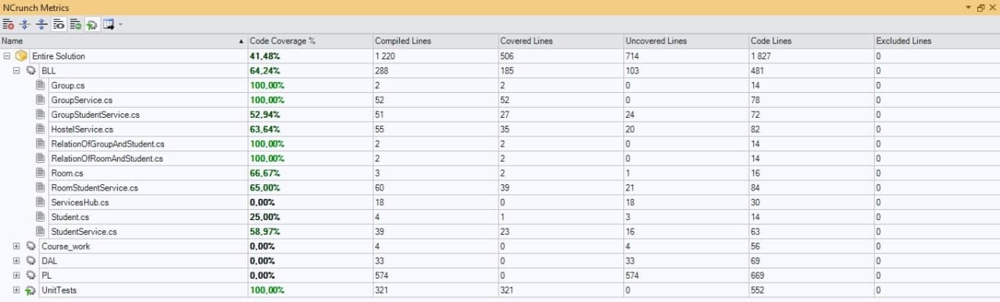 NCrunch Metrics
Name Code Coverage % Compiled Lines Covered Lines Uncovered Lines Code Lines Excluded Lines
Entire Solution 41,48% 1 220 506 714 1 827 0
BLL 64,24% 288 185 103 481 0
Group.cs 100,00% 2 2 0 14 0
GroupService.cs 100,00% 52 52 0 78 0
GroupStudentService.cs 52,94% 51 27 24 72 0
HostelService.cs 63,64% 55 35 20 82 0
RelationOfGroupAndStudent.cs 100,00% 2 2 0 14 0
RelationOfRoomAndStudent.cs 100,00% 2 2 0 14 0
Room.cs 66,67% 3 2 1 16 0
RoomStudentService.cs 65,00% 60 39 21 84 0
ServicesHub.cs 0,00% 18 0 18 30 0
Student.cs 25,00% 4 1 3 14 0
StudentService.cs 58,97% 39 23 16 63 0
Course_work 0,00% 4 0 4 56 0
DAL 0,00% 33 0 33 69 0
PL 0,00% 574 0 574 669 0
UnitTests 100,00% 321 321 0 552 0